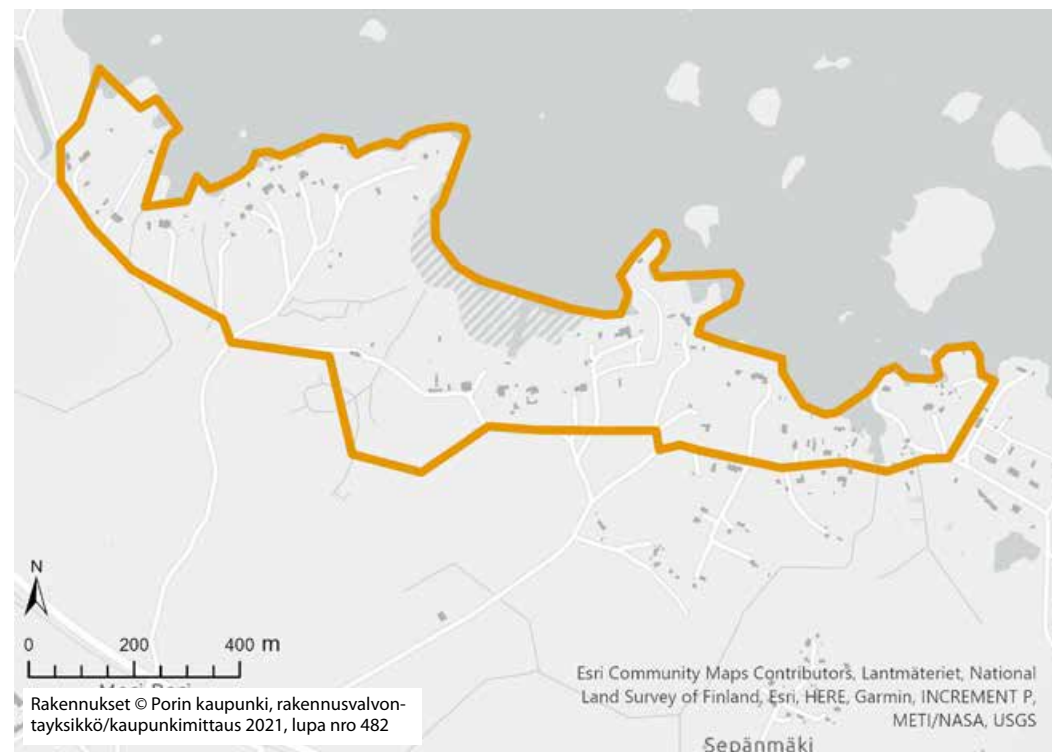 N
0 200 400 m
Rakennukset © Porin kaupunki, rakennusvalvon-
tayksikkö/kaupunkimittaus 2021, lupa nro 482
Esri Community Maps Contributors, Lantmäteriet, National
Land Survey of Finland, Esri, HERE, Garmin, INCREMENT P,
METI/NASA, USGS
Sepänmäki